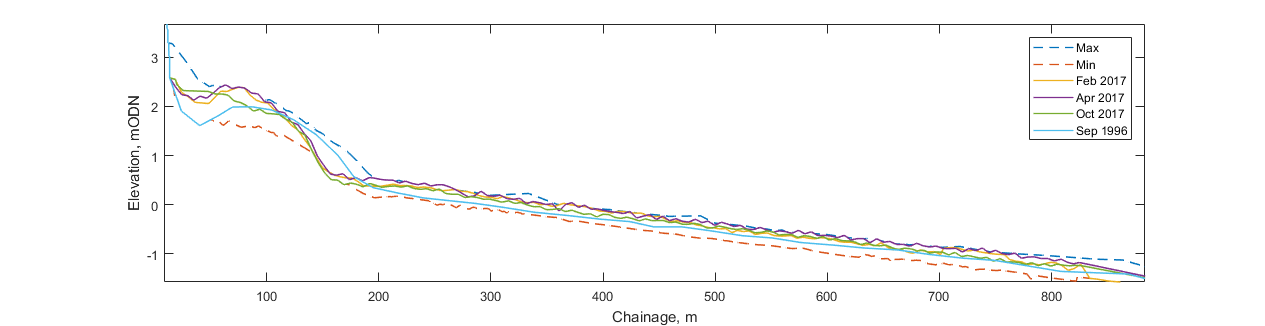 Elevation, mODN
3
2
1
0
-1
100 200 300 400 500 600 700 800
Chainage, m
Max
Min
Feb 2017
Apr 2017
Oct 2017
Sep 1996